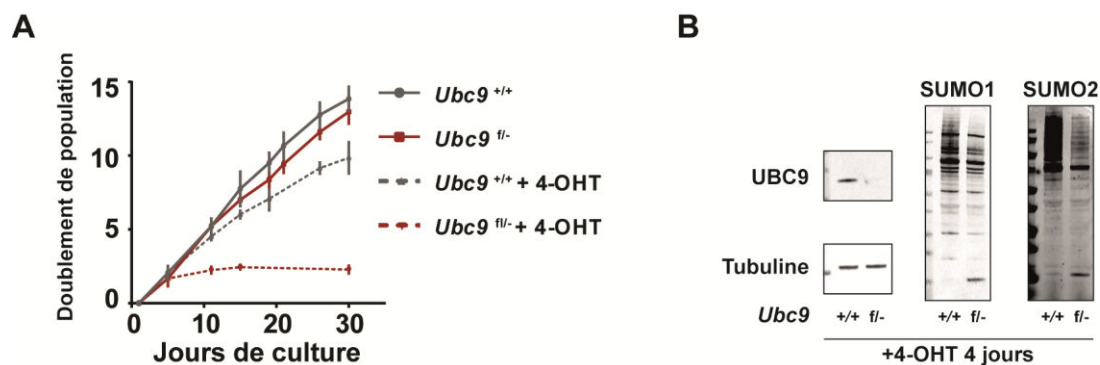 A
Doublement de population
15
10
5
0
0
10
20
30
Jours de culture
Ubc9 +/+
Ubc9 f/-
Ubc9 +/+ + 4-OHT
Ubc9 fl/- + 4-OHT
B
SUMO1
SUMO2
UBC9
Tubuline
Ubc9 +/+ f/- +/+ f/- +/+ f/-
+4-OHT 4 jours